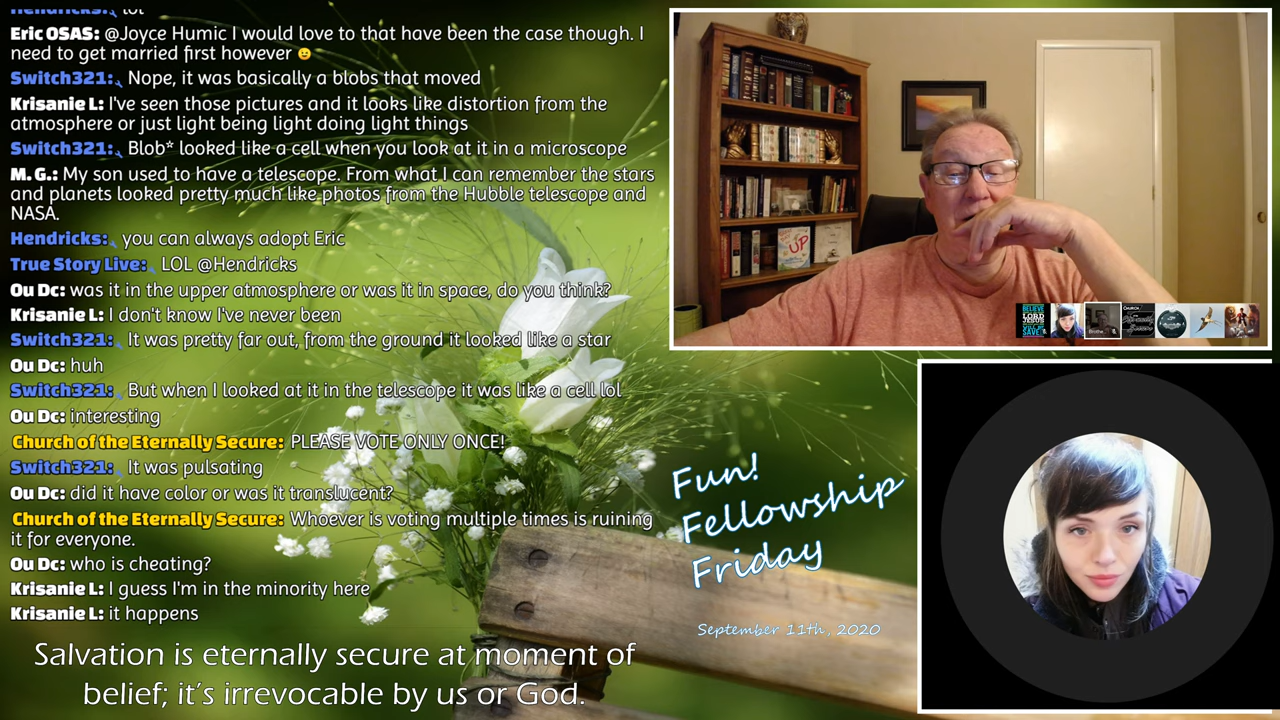 Hendricks: lol
Eric OSAS: @Joyce Humic I would love to that have been the case though. I
need to get married first however
Switch321: Nope, it was basically a blobs that moved
Krisanie L: I've seen those pictures and it looks like distortion from the
atmosphere or just light being light doing light things
Switch321: Blob* looked like a cell when you look at it in a microscope
M. G.: My son used to have a telescope. From what I can remember the stars
and planets looked pretty much like photos from the Hubble telescope and
NASA.
Hendricks: you can always adopt Eric
True Story Live: LOL @Hendricks
Ou Dc: was it in the upper atmosphere or was it in space, do you think?
Krisanie L: I don't know I've never been
Switch321: It was pretty far out, from the ground it looked like a star
Ou Dc: huh
Switch321: But when I looked at it in the telescope it was like a cell lol
Ou Dc: interesting
Church of the Eternally Secure: PLEASE VOTE ONLY ONCE!
Switch321: It was pulsating
Ou Dc: did it have color or was it translucent?
Church of the Eternally Secure: Whoever is voting multiple times is ruining
it for everyone.
Ou Dc: who is cheating?
Krisanie L: I guess I'm in the minority here
Krisanie L: it happens
Salvation is eternally secure at moment of
belief; it's irrevocable by us or God.
UP
BELIEVE
LORD
JESUS
SAVE
CHURCH
Fun!
Fellowship
Friday
September 11th, 2020